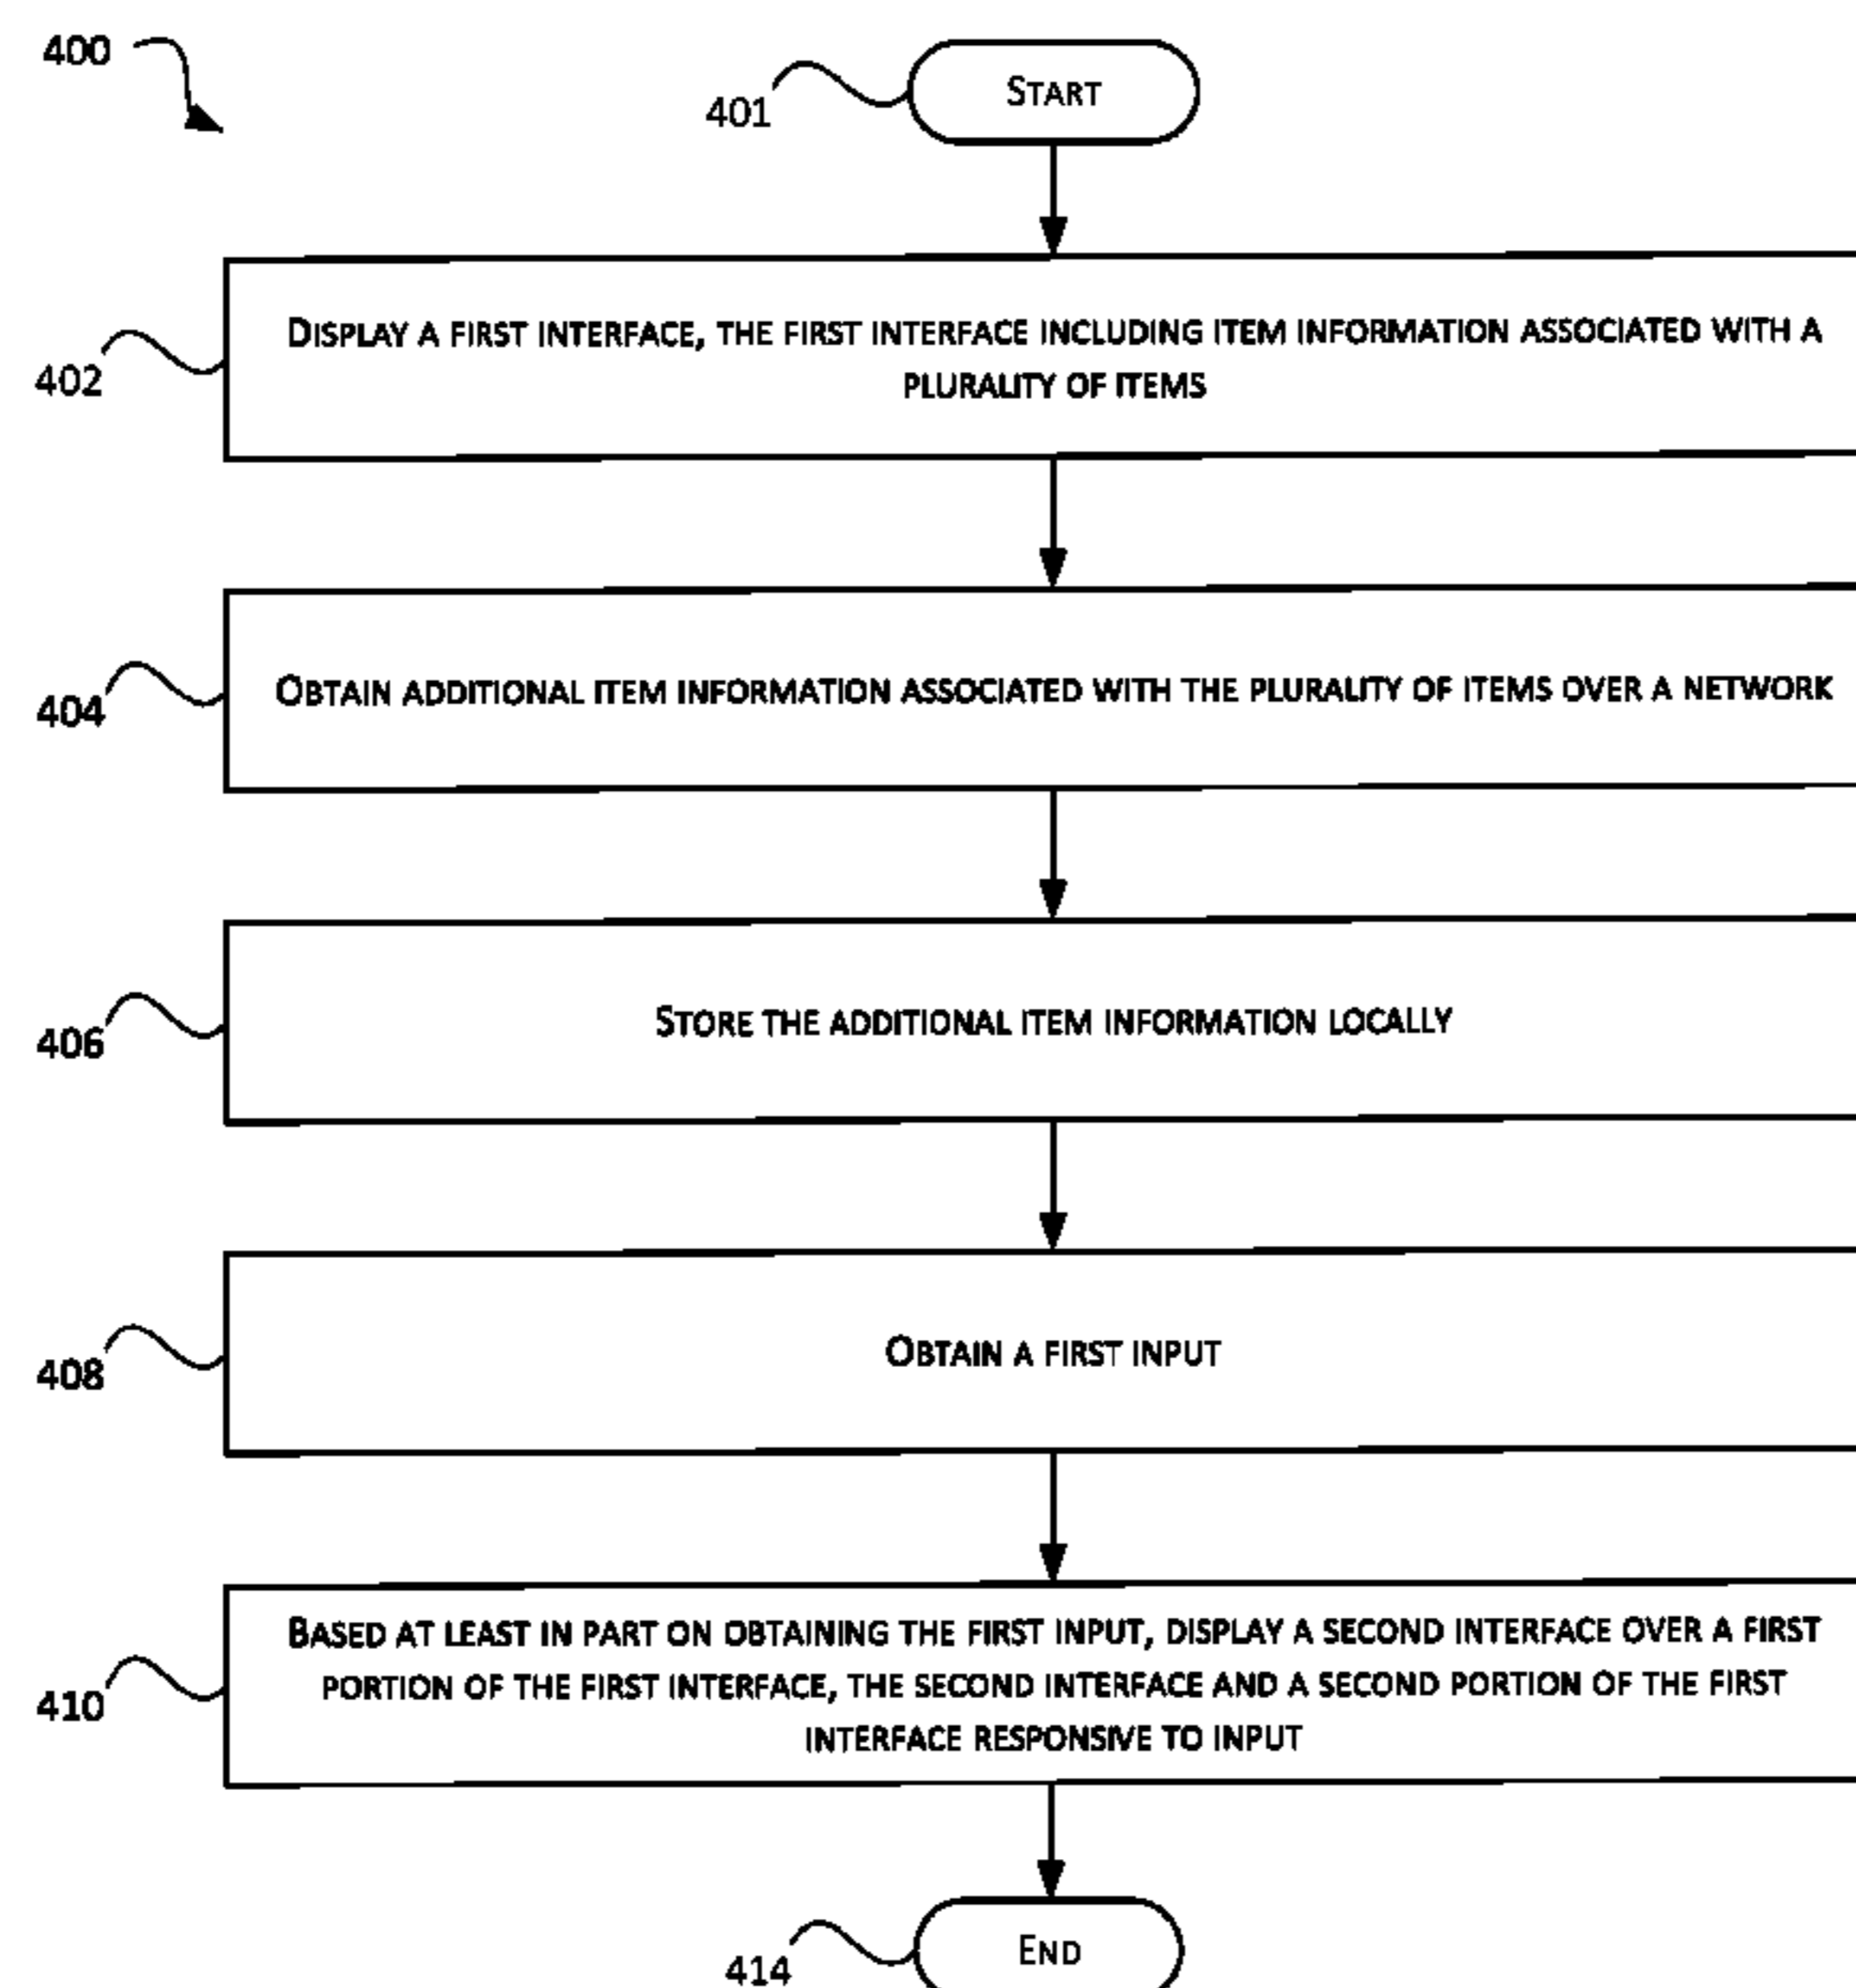 400
401
START
402
DISPLAY A FIRST INTERFACE, THE FIRST INTERFACE INCLUDING ITEM INFORMATION ASSOCIATED WITH A
PLURALITY OF ITEMS
404
OBTAIN ADDITIONAL ITEM INFORMATION ASSOCIATED WITH THE PLURALITY OF ITEMS OVER A NETWORK
406
STORE THE ADDITIONAL ITEM INFORMATION LOCALLY
408
OBTAIN A FIRST INPUT
410
BASED AT LEAST IN PART ON OBTAINING THE FIRST INPUT, DISPLAY A SECOND INTERFACE OVER A FIRST
PORTION OF THE FIRST INTERFACE, THE SECOND INTERFACE AND A SECOND PORTION OF THE FIRST
INTERFACE RESPONSIVE TO INPUT
414
END